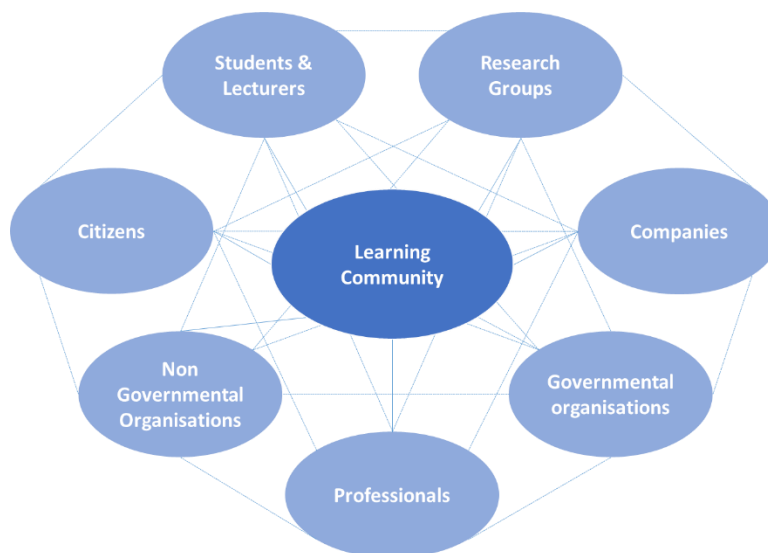 Students &
Lecturers
Research
Groups
Citizens
Learning
Community
Companies
Non
Governmental
Organisations
Governmental
organisations
Professionals